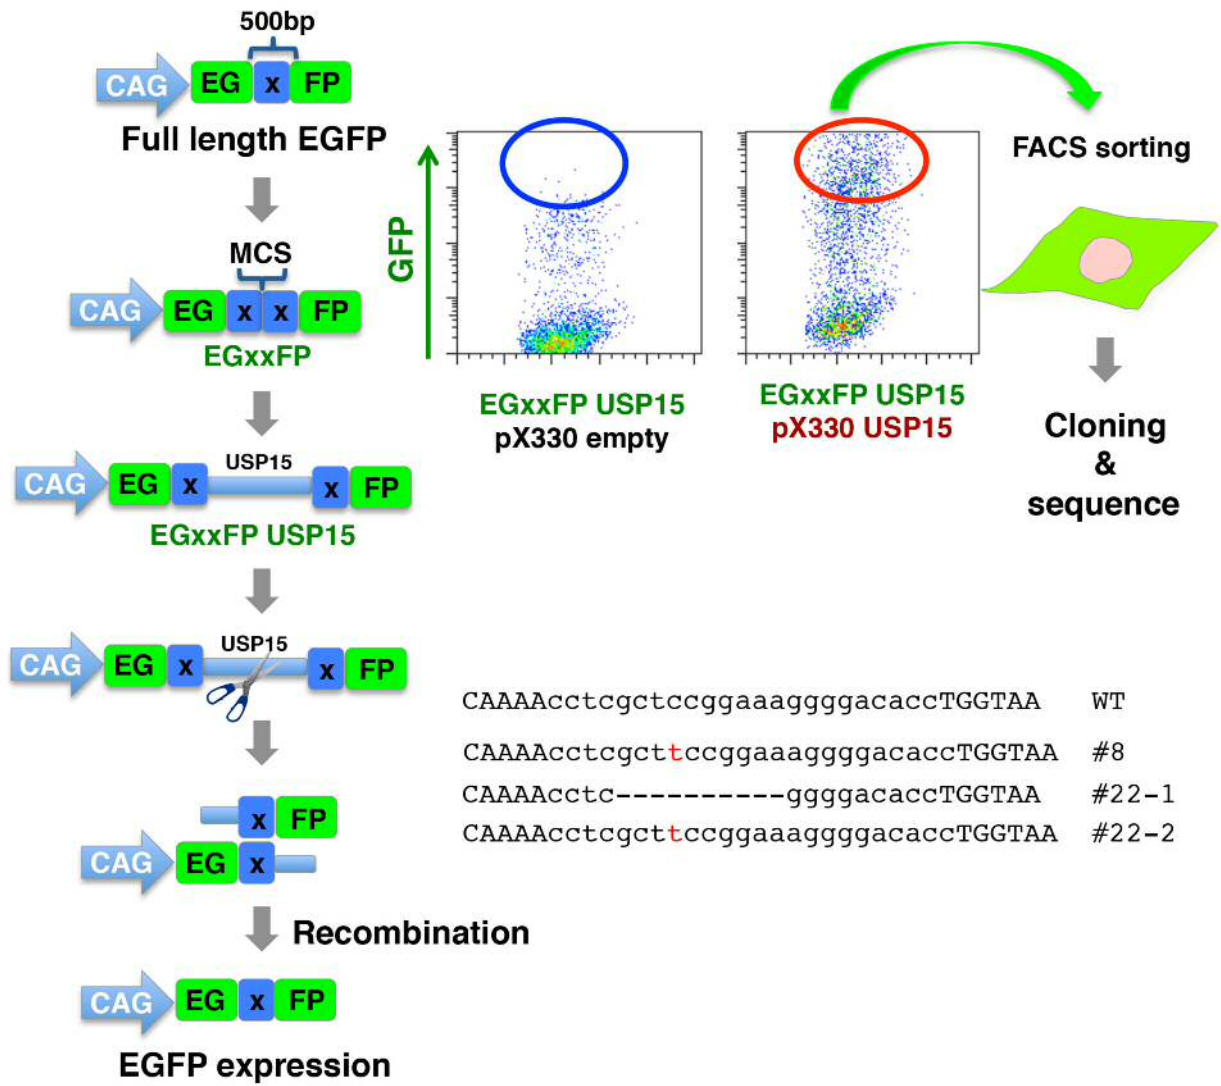 500bp
CAG EG x FP
Full length EGFP
MCS
CAG EG x x FP
EGxxFP
USP15
CAG EG x x FP
EGxxFP USP15
USP15
CAG EG x x FP
x FP
CAG EG x
Recombination
CAG EG x FP
EGFP expression
GFP
EGxxFP USP15
pX330 empty
EGxxFP USP15
pX330 USP15
FACS sorting
Cloning
&
sequence
CAAAAcctcgctccggaaaggggacaccTGGTAA WT
CAAAAcctcgcttccggaaaggggacaccTGGTAA #8
CAAAAcctc----------ggggacaccTGGTAA #22-1
CAAAAcctcgcttccggaaaggggacaccTGGTAA #22-2